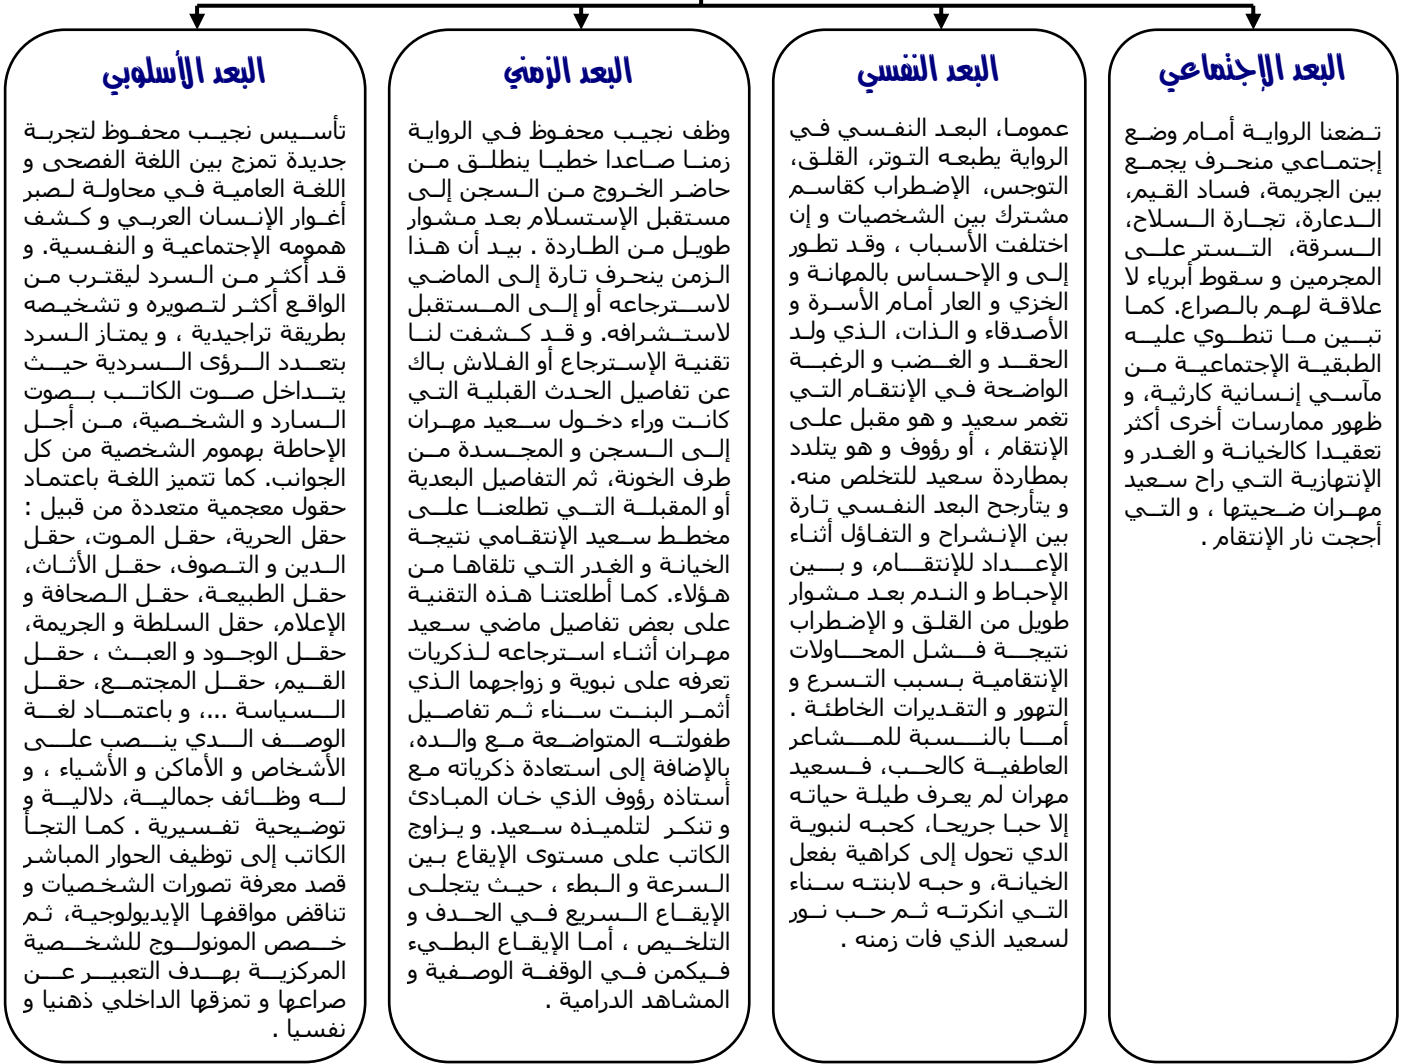 البعد الإجتماعي
تضعنا الرواية أمام وضع
إجتماعي منحرف يجمع
بين الجريمة، فساد القيم،
الدعارة، تجارة السلاح،
السرقة، التستر على
المجرمين و سقوط أبرياء لا
علاقة لهم بالصراع. كما
تبين ما تنطوي عليه
الطبقية الإجتماعية من
مآسي إنسانية كارثية، و
ظهور ممارسات أخرى أكثر
تعقيدا كالخيانة و الغدر و
الإنتهازية التي راح سعيد
مهران ضحيتها ، و التي
أججت نار الإنتقام .
البعد النفسي
عموما، البعد النفسي في
الرواية يطبعه التوتر، القلق،
التوجس، الإضطراب كقاسم
مشترك بين الشخصيات و إن
اختلفت الأسباب ، وقد تطور
إلى و الإحساس بالمهانة و
الخزي و العار أمام الأسرة و
الأصدقاء و الذات، الذي ولد
الحقد و الغضب و الرغبة
الواضحة في الإنتقام التي
تغمر سعيد و هو مقبل على
الإنتقام ، أو رؤوف و هو يتلدد
بمطاردة سعيد للتخلص منه.
و يتأرجح البعد النفسي تارة
بين الإنشراح و التفاؤل أثناء
الإعداد للإنتقام، و بين
الإحباط و الندم بعد مشوار
طويل من القلق و الإضطراب
نتيجة فشل المحاولات
الإنتقامية بسبب التسرع و
التهور و التقديرات الخاطئة .
أما بالنسبة للمشاعر
العاطفية كالحب، فسعيد
مهران لم يعرف طيلة حياته
إلا حبا جريحا، كحبه لنبوية
الدي تحول إلى كراهية بفعل
الخيانة، و حبه لابنته سناء
التي انكرته ثم حب نور
لسعيد الذي فات زمنه .
البعد الزمني
وظف نجيب محفوظ في الرواية
زمنا صاعدا خطيا ينطلق من
حاضر الخروج من السجن إلى
مستقبل الإستسلام بعد مشوار
طويل من الطاردة . بيد أن هذا
الزمن ينحرف تارة إلى الماضي
لاسترجاعه أو إلى المستقبل
لاستشرافه. و قد كشفت لنا
تقنية الإسترجاع أو الفلاش باك
عن تفاصيل الحدث القبلية التي
كانت وراء دخول سعيد مهران
إلى السجن و المجسدة من
طرف الخونة، ثم التفاصيل البعدية
أو المقبلة التي تطلعنا على
مخطط سعيد الإنتقامي نتيجة
الخيانة و الغدر التي تلقاها من
هؤلاء. كما أطلعتنا هذه التقنية
على بعض تفاصيل ماضي سعيد
مهران أثناء استرجاعه لذكريات
تعرفه على نبوية و زواجهما الذي
أثمر البنت سناء ثم تفاصيل
طفولته المتواضعة مع والده،
بالإضافة إلى استعادة ذكرياته مع
أستاذه رؤوف الذي خان المبادئ
و تنكر لتلميذه سعيد. و يزاوج
الكاتب على مستوى الإيقاع بين
السرعة و البطء ، حيث يتجلى
الإيقاع السريع في الحدف و
التلخيص ، أما الإيقاع البطيء
فيكمن في الوقفة الوصفية و
المشاهد الدرامية .
البعد الأسلوبي
تأسيس نجيب محفوظ لتجربة
جديدة تمزج بين اللغة الفصحى و
اللغة العامية في محاولة لصبر
أغوار الإنسان العربي و كشف
همومه الإجتماعية و النفسية. و
قد أكثر من السرد ليقترب من
الواقع أكثر لتصويره و تشخيصه
بطريقة تراجيدية ، و يمتاز السرد
بتعدد الرؤى السردية حيث
يتداخل صوت الكاتب بصوت
السارد و الشخصية، من أجل
الإحاطة بهموم الشخصية من كل
الجوانب. كما تتميز اللغة باعتماد
حقول معجمية متعددة من قبيل :
حقل الحرية، حقل الموت، حقل
الدين و التصوف، حقل الأثاث،
حقل الطبيعة، حقل الصحافة و
الإعلام، حقل السلطة و الجريمة،
حقل الوجود و العبث ، حقل
القيم، حقل المجتمع، حقل
السياسة ...، و باعتماد لغة
الوصف الدي ينصب على
الأشخاص و الأماكن و الأشياء ، و
له وظائف جمالية، دلالية و
توضيحية تفسيرية . كما التجأ
الكاتب إلى توظيف الحوار المباشر
قصد معرفة تصورات الشخصيات و
تناقض مواقفها الإيديولوجية، ثم
خصص المونولوج للشخصية
المركزية بهدف التعبير عن
صراعها و تمزقها الداخلي ذهنيا و
نفسيا .